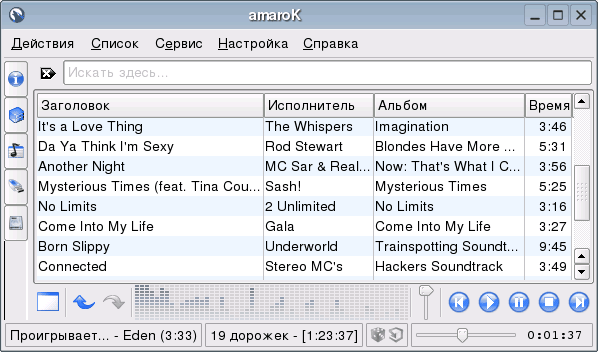 amaroK
Действия Список Сервис Настройка Справка
Искать здесь...
Заголовок Исполнитель Альбом Время
It's a Love Thing The Whispers Imagination 3:46
Da Ya Think I'm Sexy Rod Stewart Blondes Have More ... 5:31
Another Night MC Sar & Real... Now: That's What I C... 3:56
Mysterious Times (feat. Tina Cou... Sash! Mysterious Times 5:25
No Limits 2 Unlimited No Limits 3:16
Come Into My Life Gala Come Into My Life 3:27
Born Slippy Underworld Trainspotting Soundt... 9:45
Connected Stereo MC's Hackers Soundtrack 3:49
Проигрывает... - Eden (3:33) 19 дорожек - [1:23:37] 0:01:37